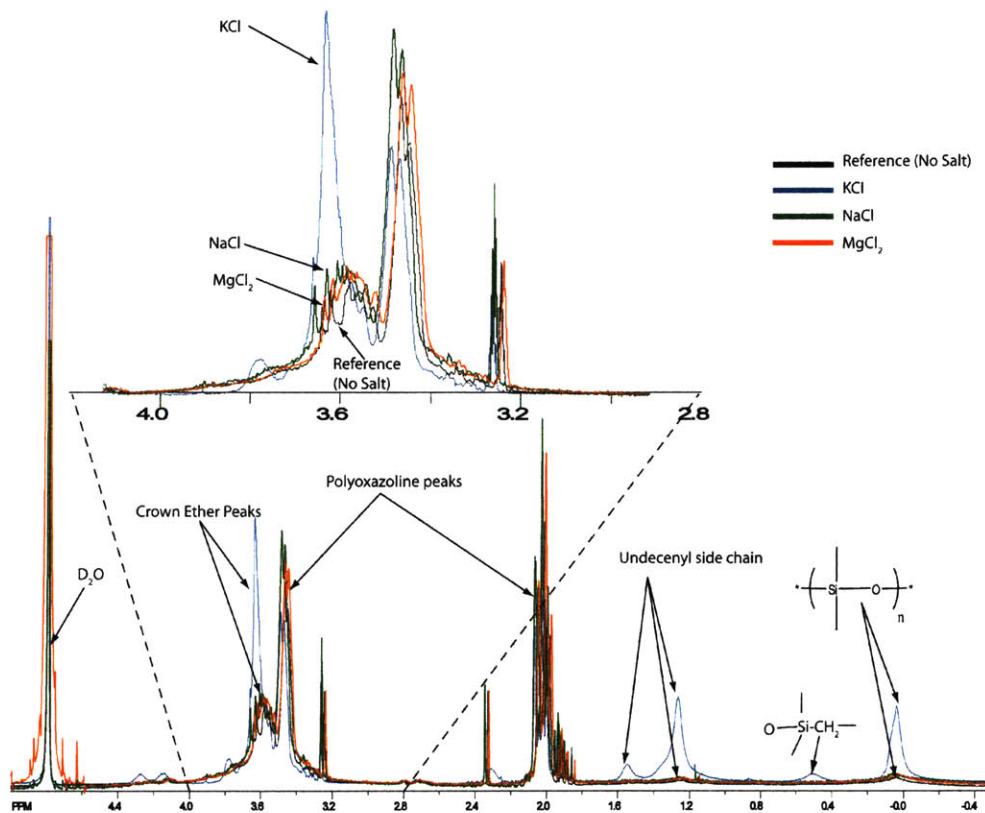 KCl
Reference (No Salt)
KCl
NaCl
MgCl₂
NaCl
MgCl₂
Reference
(No Salt)
4.0 3.6 3.2 2.8
Polyoxazoline peaks
Crown Ether Peaks
D₂O
Undecenyl side chain
* ( Si O ) * n
O Si-CH₂
PPM 4.4 4.0 3.6 3.2 2.8 2.4 2.0 1.6 1.2 0.8 0.4 -0.0 -0.4